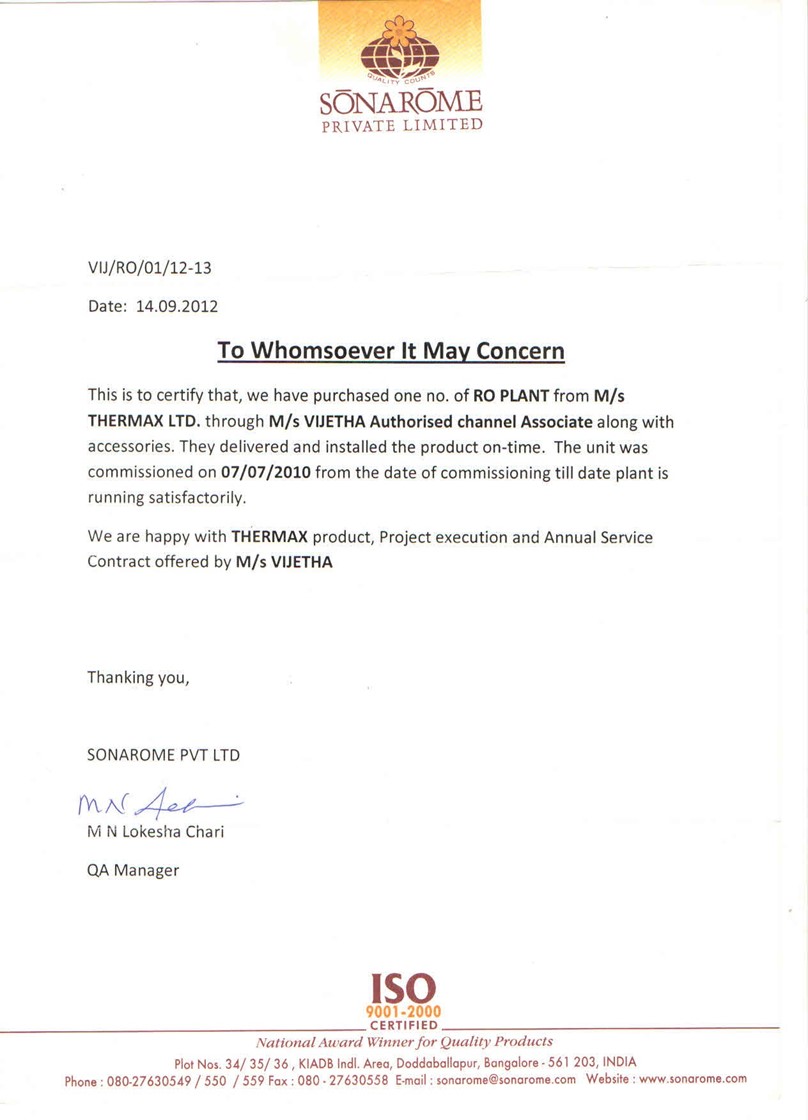 QUALITY COUNTS
SŌNARŌME
PRIVATE LIMITED
VIJ/RO/01/12-13
Date: 14.09.2012
To Whomsoever It May Concern
This is to certify that, we have purchased one no. of RO PLANT from M/s
THERMAX LTD. through M/s VIJETHA Authorised channel Associate along with
accessories. They delivered and installed the product on-time. The unit was
commissioned on 07/07/2010 from the date of commissioning till date plant is
running satisfactorily.
We are happy with THERMAX product, Project execution and Annual Service
Contract offered by M/s VIJETHA
Thanking you,
SONAROME PVT LTD
M N
M N Lokesha Chari
QA Manager
ISO
9001-2000
CERTIFIED
National Award Winner for Quality Products
Plot Nos. 34/ 35/ 36 , KIADB Indl. Area, Doddaballapur, Bangalore - 561 203, INDIA
Phone : 080-27630549 / 550 / 559 Fax : 080 - 27630558 E-mail : sonarome@sonarome.com Website : www.sonarome.com